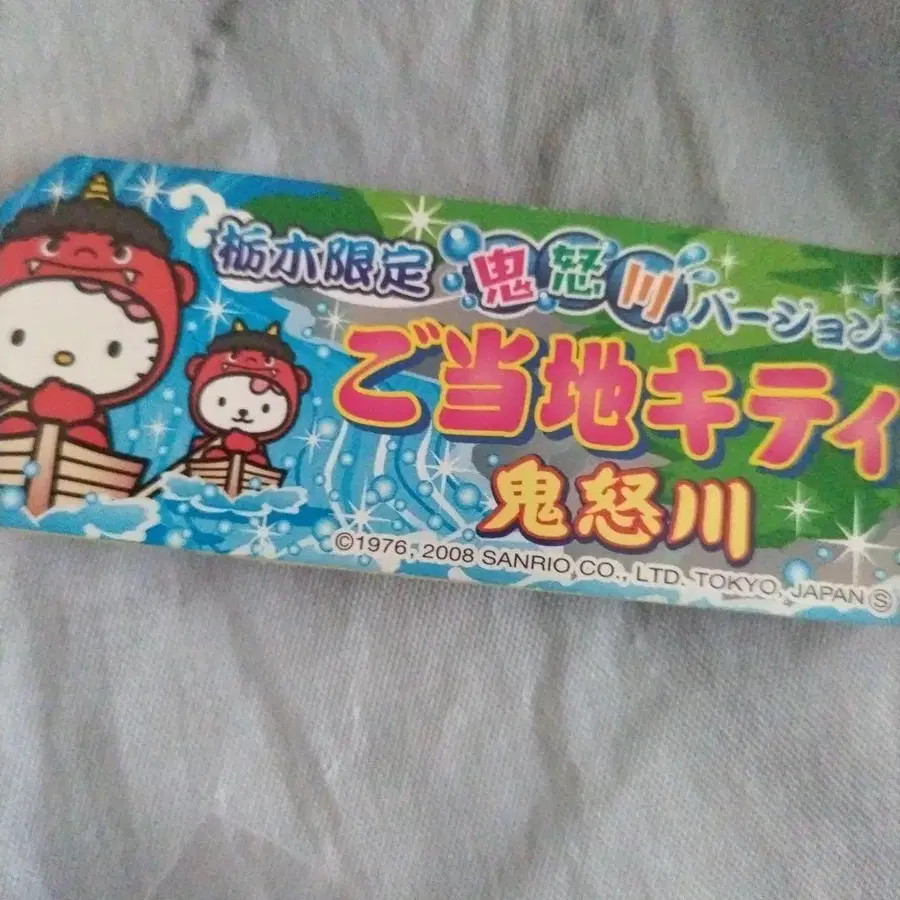 栃木限定 鬼怒川バージョン
ご当地キティ
鬼怒川
©1976, 2008 SANRIO CO., LTD. TOKYO, JAPAN Ⓢ